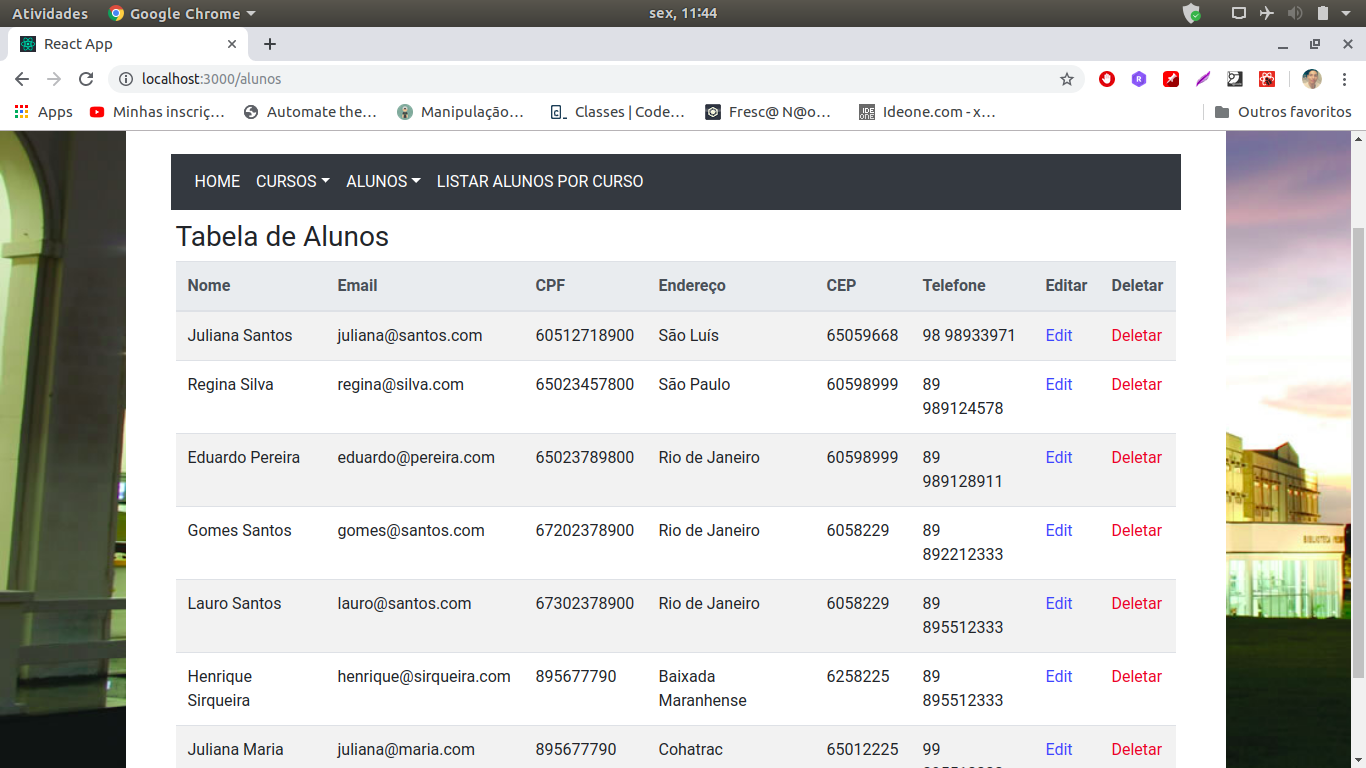 Atividades Google Chrome sex, 11:44
React App
localhost:3000/alunos
Apps Minhas inscriç... Automate the... Manipulação... Classes | Code... Fresc@ N@o... Ideone.com - x... Outros favoritos
HOME CURSOS ALUNOS LISTAR ALUNOS POR CURSO
Tabela de Alunos
Nome Email CPF Endereço CEP Telefone Editar Deletar
Juliana Santos juliana@santos.com 60512718900 São Luís 65059668 98 98933971 Edit Deletar
Regina Silva regina@silva.com 65023457800 São Paulo 60598999 89 Edit Deletar
989124578
Eduardo Pereira eduardo@pereira.com 65023789800 Rio de Janeiro 60598999 89 Edit Deletar
989128911
Gomes Santos gomes@santos.com 67202378900 Rio de Janeiro 6058229 89 Edit Deletar
892212333
Lauro Santos lauro@santos.com 67302378900 Rio de Janeiro 6058229 89 Edit Deletar
895512333
Henrique henrique@sirqueira.com 895677790 Baixada 6258225 89 Edit Deletar
Sirqueira Maranhense 895512333
Juliana Maria juliana@maria.com 895677790 Cohatrac 65012225 99 Edit Deletar
BIBLIOTECA